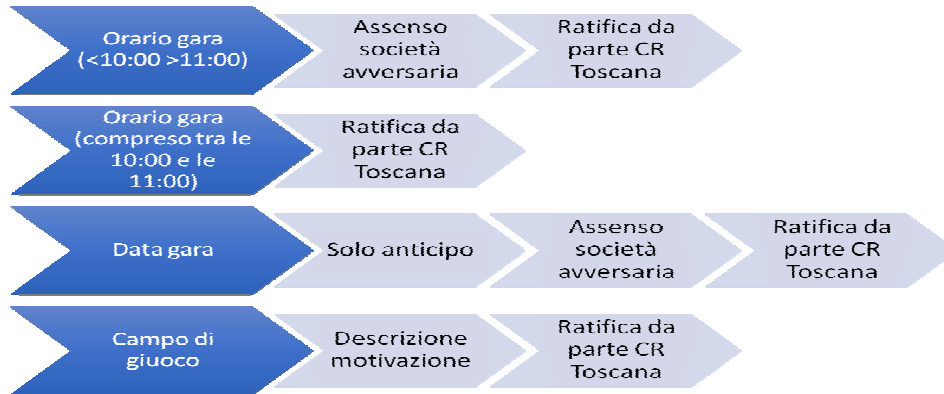 Orario gara
(<10:00 >11:00)
Assenso
società
avversaria
Ratifica da
parte CR
Toscana
Orario gara
(compreso tra le
10:00 e le
11:00)
Ratifica da
parte CR
Toscana
Data gara
Solo anticipo
Assenso
società
avversaria
Ratifica da
parte CR
Toscana
Campo di
giuoco
Descrizione
motivazione
Ratifica da
parte CR
Toscana